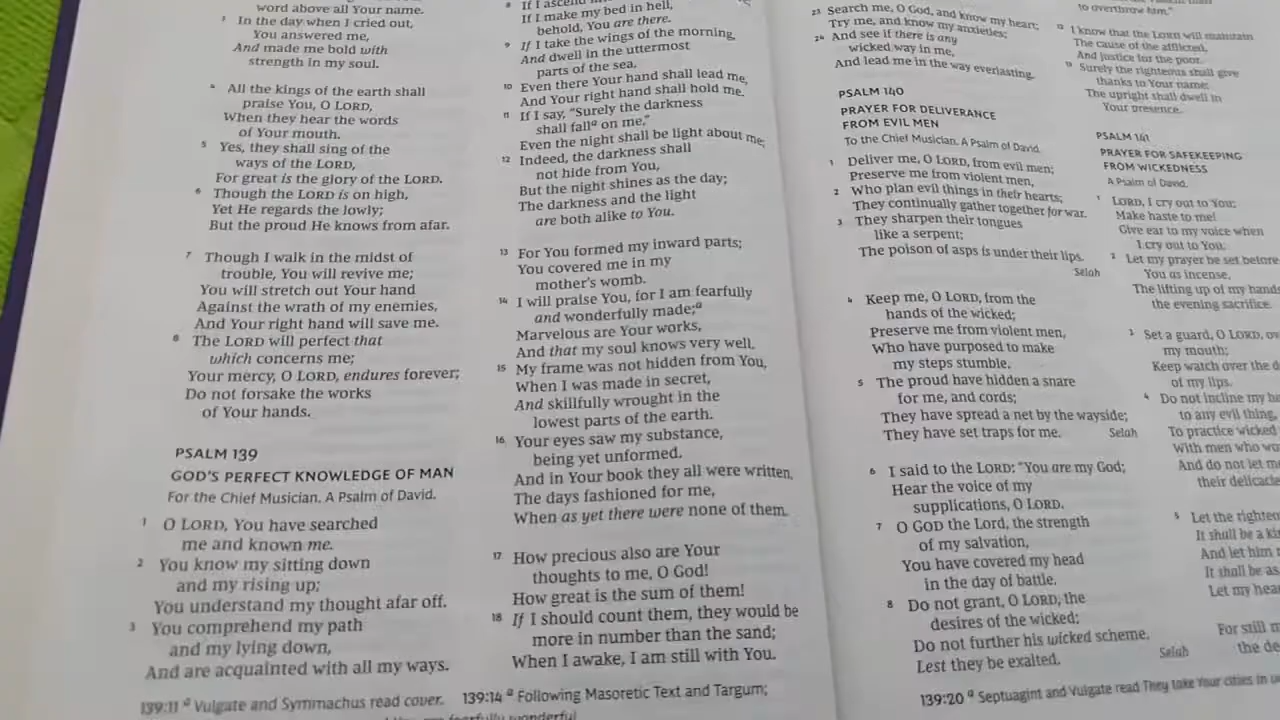 word above all Your name.
3 In the day when I cried out,
You answered me,
And made me bold with
strength in my soul.
4 All the kings of the earth shall
praise You, O LORD,
When they hear the words
of Your mouth.
5 Yes, they shall sing of the
ways of the LORD,
For great is the glory of the LORD.
6 Though the LORD is on high,
Yet He regards the lowly;
But the proud He knows from afar.
7 Though I walk in the midst of
trouble, You will revive me;
You will stretch out Your hand
Against the wrath of my enemies,
And Your right hand will save me.
8 The LORD will perfect that
which concerns me;
Your mercy, O LORD, endures forever;
Do not forsake the works
of Your hands.
PSALM 139
GOD'S PERFECT KNOWLEDGE OF MAN
For the Chief Musician. A Psalm of David.
1 O LORD, You have searched
me and known me.
2 You know my sitting down
and my rising up;
You understand my thought afar off.
3 You comprehend my path
and my lying down,
And are acquainted with all my ways.
8 If I ascend
If I make my bed in hell,
behold, You are there.
9 If I take the wings of the morning,
And dwell in the uttermost
parts of the sea,
10 Even there Your hand shall lead me,
And Your right hand shall hold me.
11 If I say, "Surely the darkness
shall fall a on me,"
Even the night shall be light about me;
12 Indeed, the darkness shall
not hide from You,
But the night shines as the day;
The darkness and the light
are both alike to You.
13 For You formed my inward parts;
You covered me in my
mother's womb.
14 I will praise You, for I am fearfully
and wonderfully made; a
Marvelous are Your works,
And that my soul knows very well.
15 My frame was not hidden from You,
When I was made in secret,
And skillfully wrought in the
lowest parts of the earth.
16 Your eyes saw my substance,
being yet unformed.
And in Your book they all were written,
The days fashioned for me,
When as yet there were none of them.
17 How precious also are Your
thoughts to me, O God!
How great is the sum of them!
18 If I should count them, they would be
more in number than the sand;
When I awake, I am still with You.
139:11 a Vulgate and Symmachus read cover. 139:14 a Following Masoretic Text and Targum;
fearfully wonderful
23 Search me, O God, and know my heart;
Try me, and know my anxieties;
24 And see if there is any
wicked way in me,
And lead me in the way everlasting.
PSALM 140
PRAYER FOR DELIVERANCE
FROM EVIL MEN
To the Chief Musician. A Psalm of David.
1 Deliver me, O LORD, from evil men;
Preserve me from violent men,
2 Who plan evil things in their hearts;
They continually gather together for war.
3 They sharpen their tongues
like a serpent;
The poison of asps is under their lips.
Selah
4 Keep me, O LORD, from the
hands of the wicked;
Preserve me from violent men,
Who have purposed to make
my steps stumble.
5 The proud have hidden a snare
for me, and cords;
They have spread a net by the wayside;
They have set traps for me. Selah
6 I said to the LORD: "You are my God;
Hear the voice of my
supplications, O LORD.
7 O GOD the Lord, the strength
of my salvation,
You have covered my head
in the day of battle.
8 Do not grant, O LORD, the
desires of the wicked;
Do not further his wicked scheme,
Lest they be exalted. Selah
139:20 a Septuagint and Vulgate read They take Your cities in
to overthrow him."
12 I know that the LORD will maintain
The cause of the afflicted,
And justice for the poor.
13 Surely the righteous shall give
thanks to Your name;
The upright shall dwell in
Your presence.
PSALM 141
PRAYER FOR SAFEKEEPING
FROM WICKEDNESS
A Psalm of David.
1 LORD, I cry out to You;
Make haste to me!
Give ear to my voice when
I cry out to You.
2 Let my prayer be set before
You as incense,
The lifting up of my hands
the evening sacrifice.
3 Set a guard, O LORD,
my mouth;
Keep watch over the
of my lips.
4 Do not incline my
to any evil thing,
To practice wicked
With men who
And do not let
their
5 Let the
It shall be a
And let him
It shall be as
Let my
For still
the